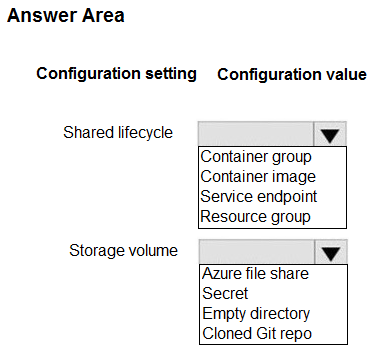 Answer Area
Configuration setting Configuration value
Shared lifecycle
Container group
Container image
Service endpoint
Resource group
Storage volume
Azure file share
Secret
Empty directory
Cloned Git repo